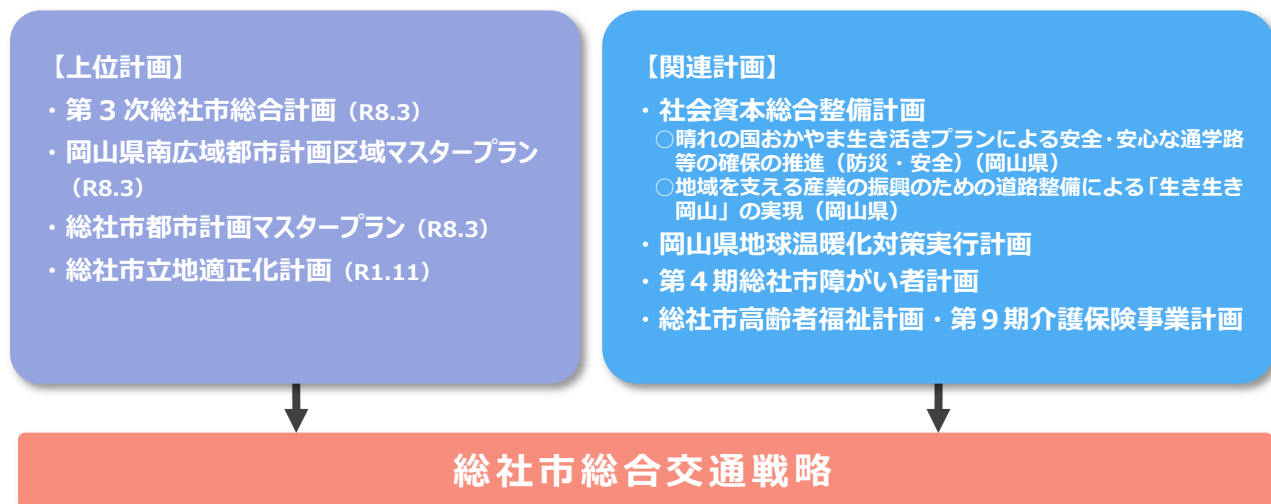 【上位計画】
・第3次総社市総合計画（R8.3）
・岡山県南広域都市計画区域マスタープラン
（R8.3）
・総社市都市計画マスタープラン（R8.3）
・総社市立地適正化計画（R1.11）
【関連計画】
・社会資本総合整備計画
○晴れの国おかやま生き活きプランによる安全・安心な通学路
等の確保の推進（防災・安全）（岡山県）
○地域を支える産業の振興のための道路整備による「生き生き
岡山」の実現（岡山県）
・岡山県地球温暖化対策実行計画
・第４期総社市障がい者計画
・総社市高齢者福祉計画・第９期介護保険事業計画
総社市総合交通戦略